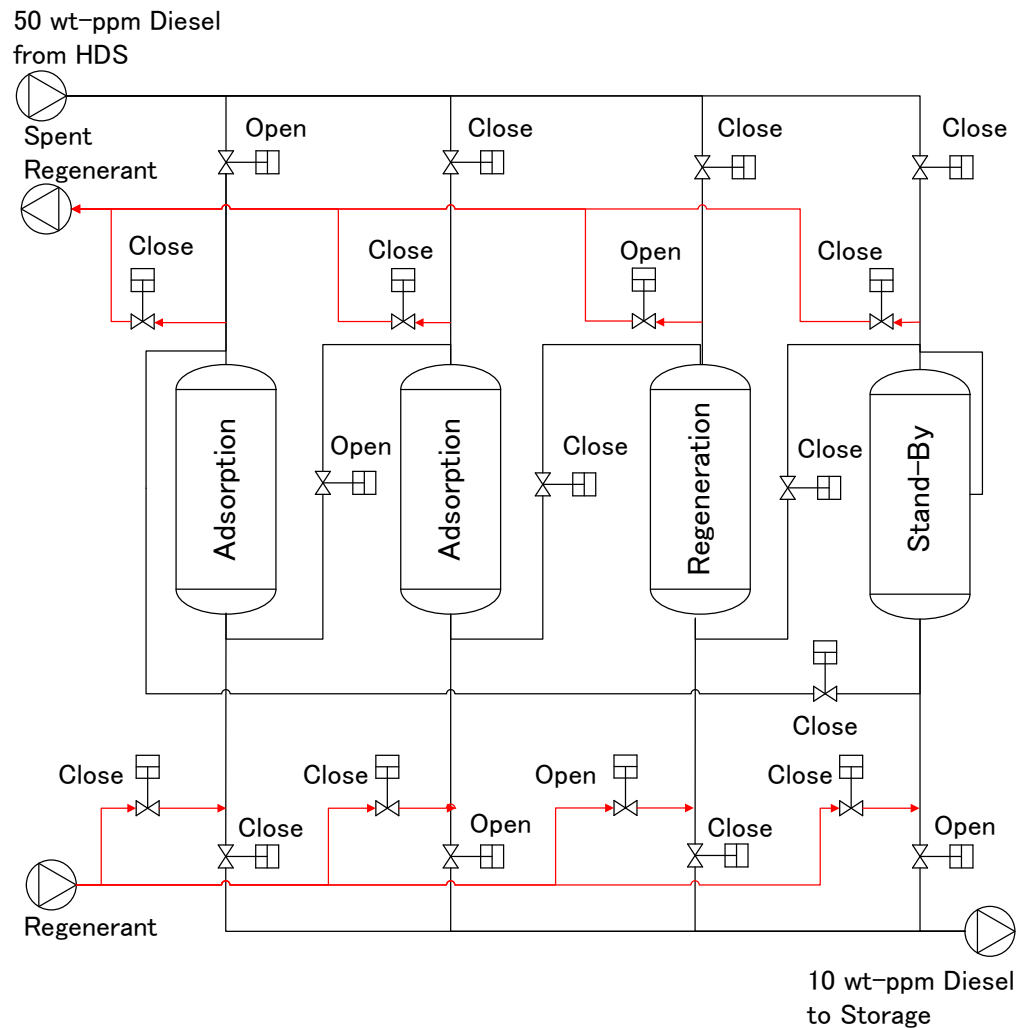 50 wt-ppm Diesel
from HDS
Spent
Regenerant
Open
Close
Close
Close
Close
Close
Open
Close
Adsorption
Open
Adsorption
Close
Regeneration
Close
Stand-By
Close
Close
Close
Open
Close
Close
Open
Close
Open
Regenerant
10 wt-ppm Diesel
to Storage